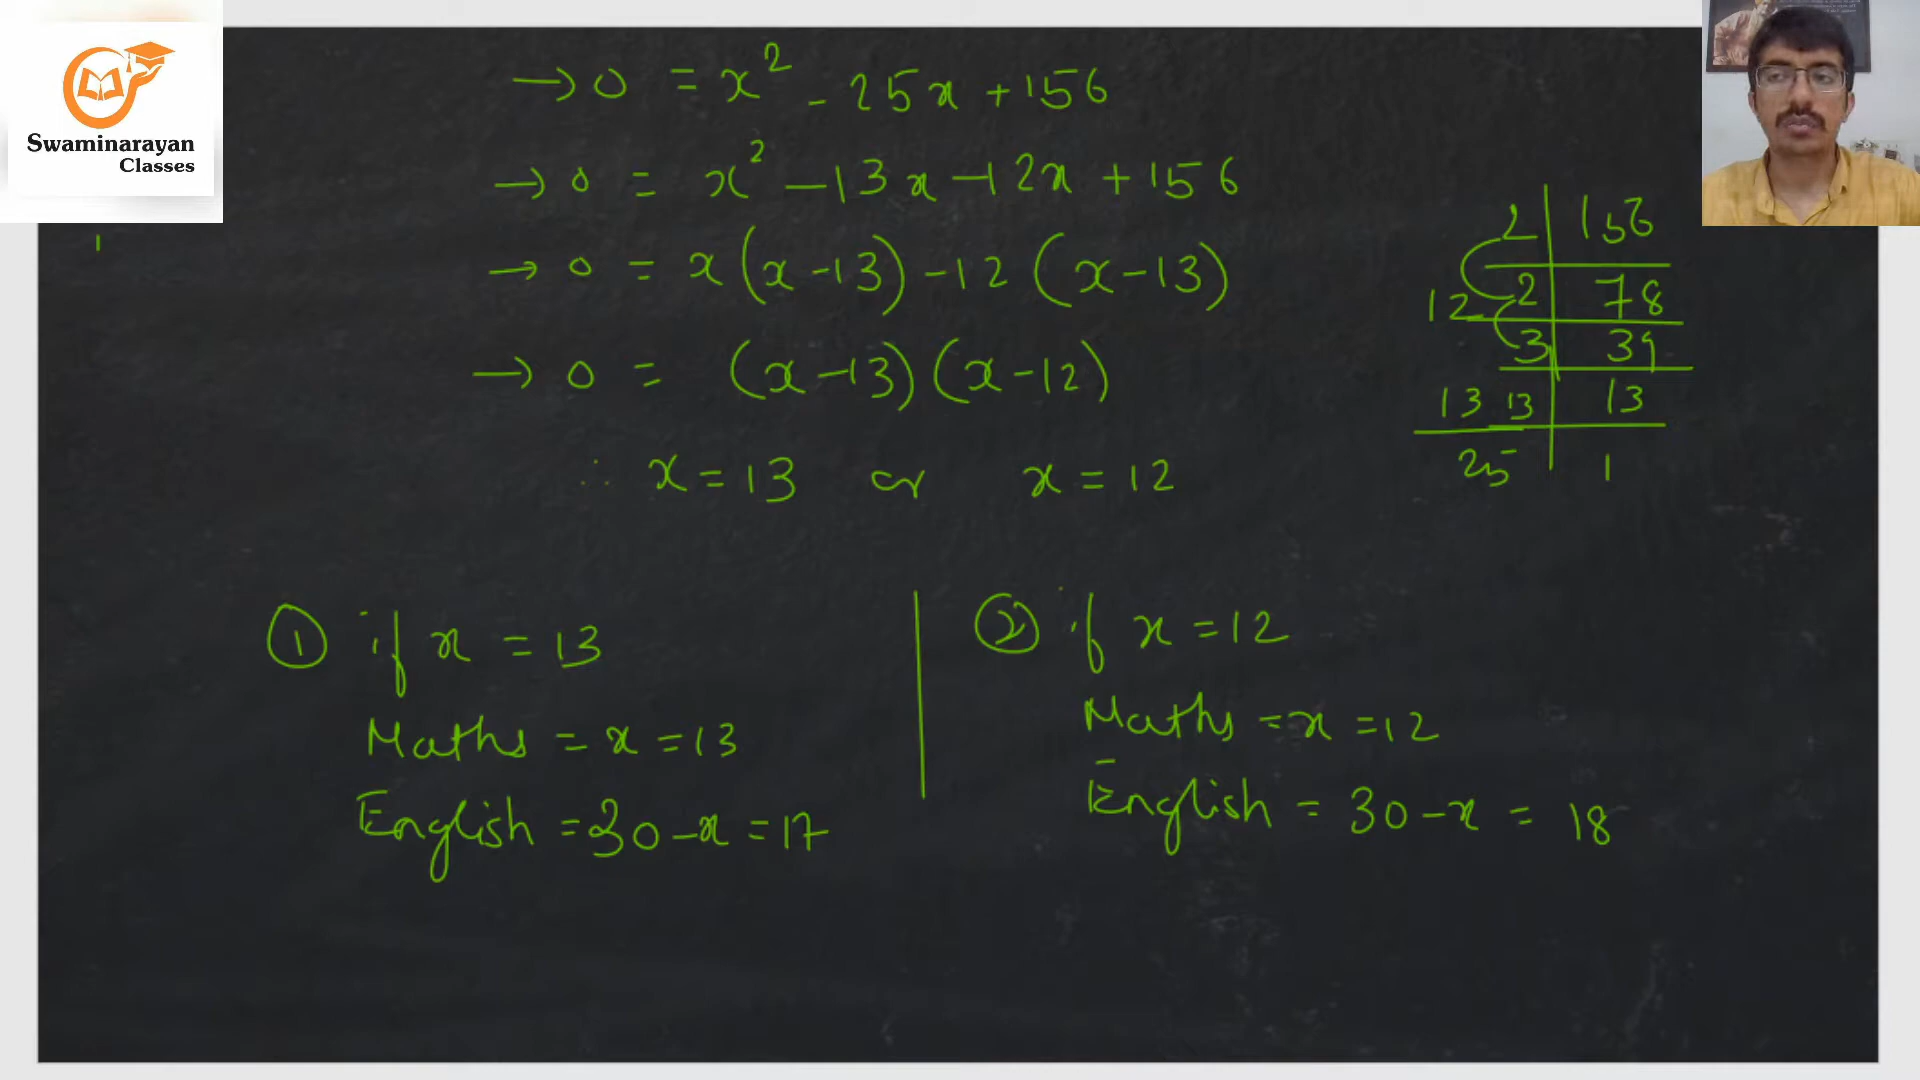 Swaminarayan
Classes
→ 0 = x² - 25x + 156
→ 0 = x² - 13x - 12x + 156
→ 0 = x(x-13) - 12(x-13)
→ 0 = (x-13)(x-12)
∴ x = 13 or x = 12
2 | 156
2 | 78
12
3 | 39
13 13 | 13
25 | 1
① if x = 13
Maths = x = 13
English = 30 - x = 17
② if x = 12
Maths = x = 12
English = 30 - x = 18